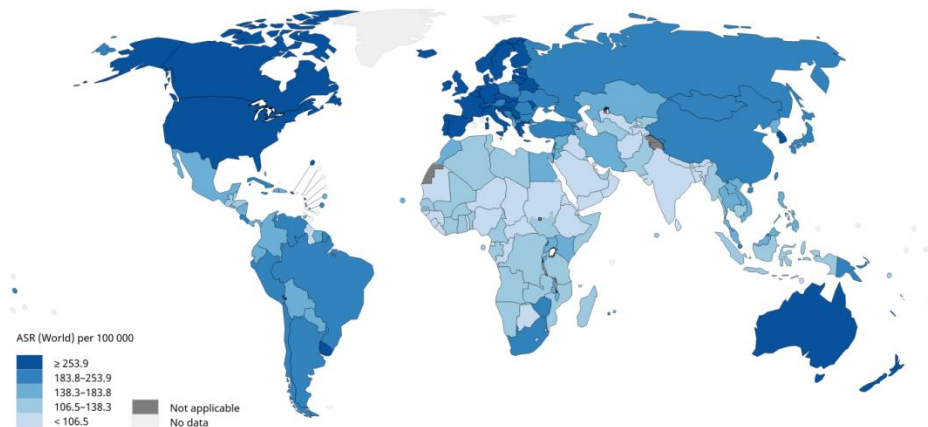 ASR (World) per 100 000
≥ 253.9
183.8–253.9
138.3–183.8
106.5–138.3
< 106.5
Not applicable
No data